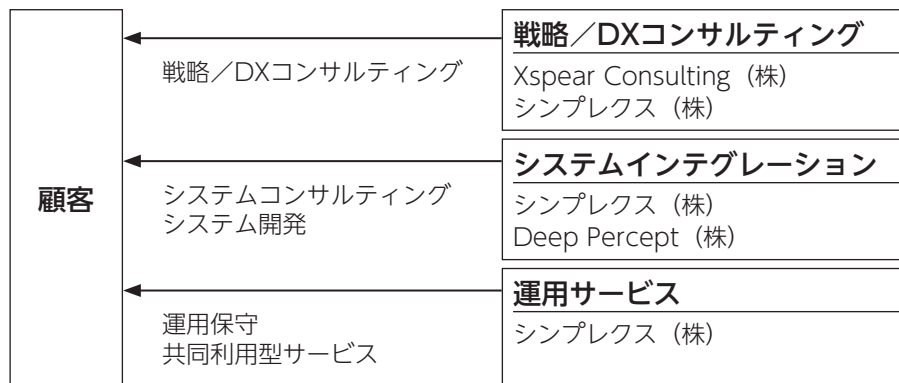 顧客
戦略／DXコンサルティング
戦略／DXコンサルティング
Xspear Consulting（株）
シンプレクス（株）
システムコンサルティング
システム開発
システムインテグレーション
シンプレクス（株）
Deep Percept（株）
運用保守
共同利用型サービス
運用サービス
シンプレクス（株）